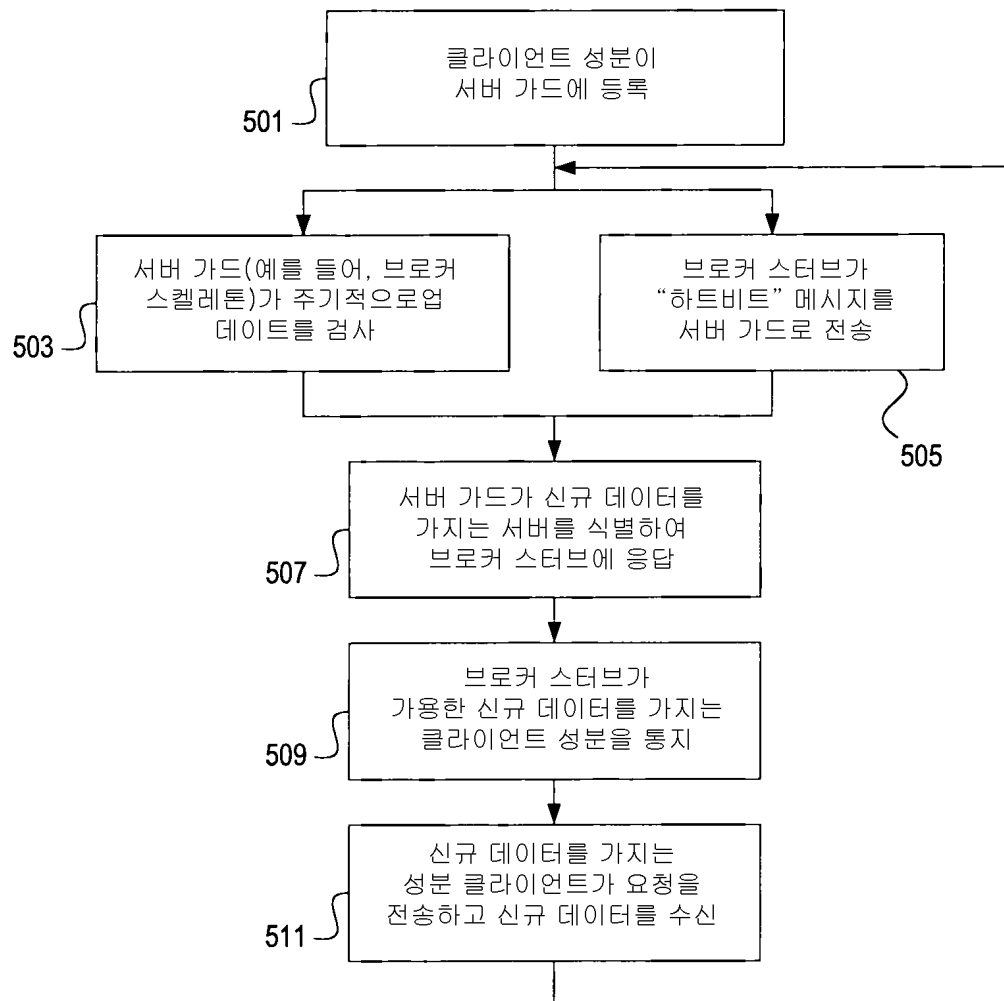 클라이언트 성분이
서버 가드에 등록
501
서버 가드(예를 들어, 브로커
스켈레톤)가 주기적으로업
데이트를 검사
503
브로커 스터브가
“하트비트” 메시지를
서버 가드로 전송
505
서버 가드가 신규 데이터를
가지는 서버를 식별하여
브로커 스터브에 응답
507
브로커 스터브가
가용한 신규 데이터를 가지는
클라이언트 성분을 통지
509
신규 데이터를 가지는
성분 클라이언트가 요청을
전송하고 신규 데이터를 수신
511